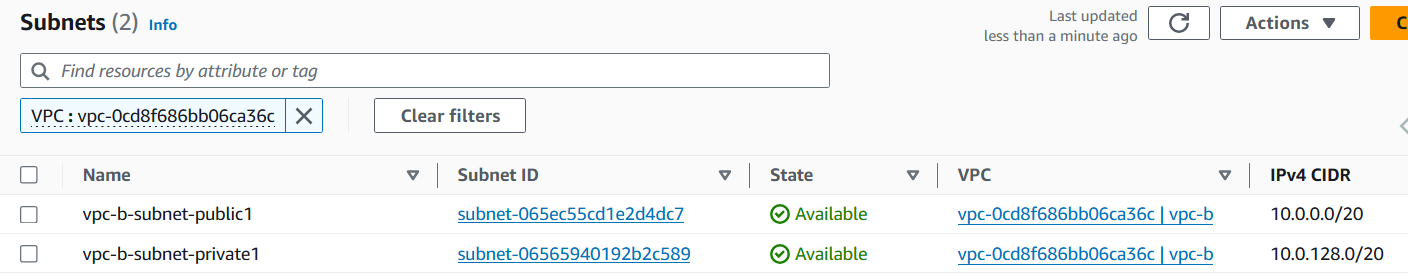 Subnets (2) Info
Last updated
less than a minute ago
Actions
Find resources by attribute or tag
VPC : vpc-0cd8f686bb06ca36c
Clear filters
Name Subnet ID State VPC IPv4 CIDR
vpc-b-subnet-public1 subnet-065ec55cd1e2d4dc7 Available vpc-0cd8f686bb06ca36c | vpc-b 10.0.0.0/20
vpc-b-subnet-private1 subnet-06565940192b2c589 Available vpc-0cd8f686bb06ca36c | vpc-b 10.0.128.0/20